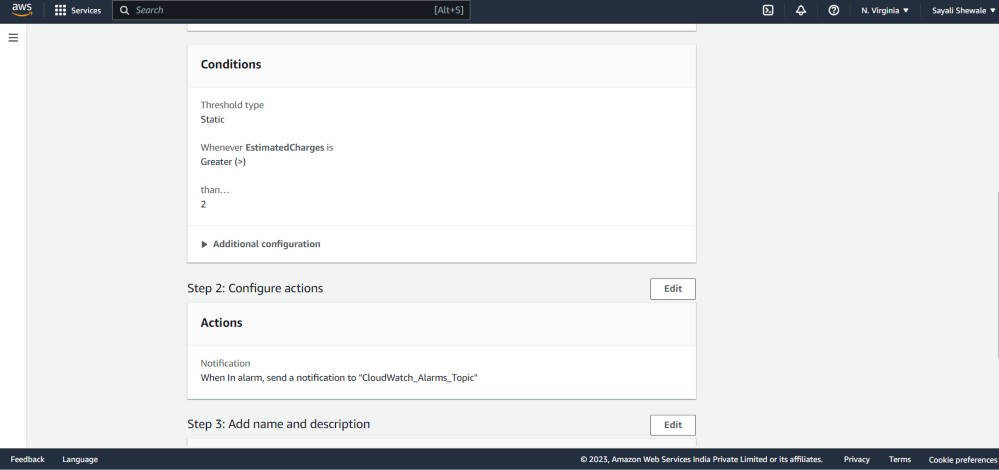 aws
Services
Search
[Alt+S]
N. Virginia ▼
Sayali Shewale ▼
Conditions
Threshold type
Static
Whenever EstimatedCharges is
Greater (>)
than...
2
Additional configuration
Step 2: Configure actions
Edit
Actions
Notification
When In alarm, send a notification to "CloudWatch_Alarms_Topic"
Step 3: Add name and description
Edit
Feedback
Language
© 2023, Amazon Web Services India Private Limited or its affiliates.
Privacy
Terms
Cookie preferences